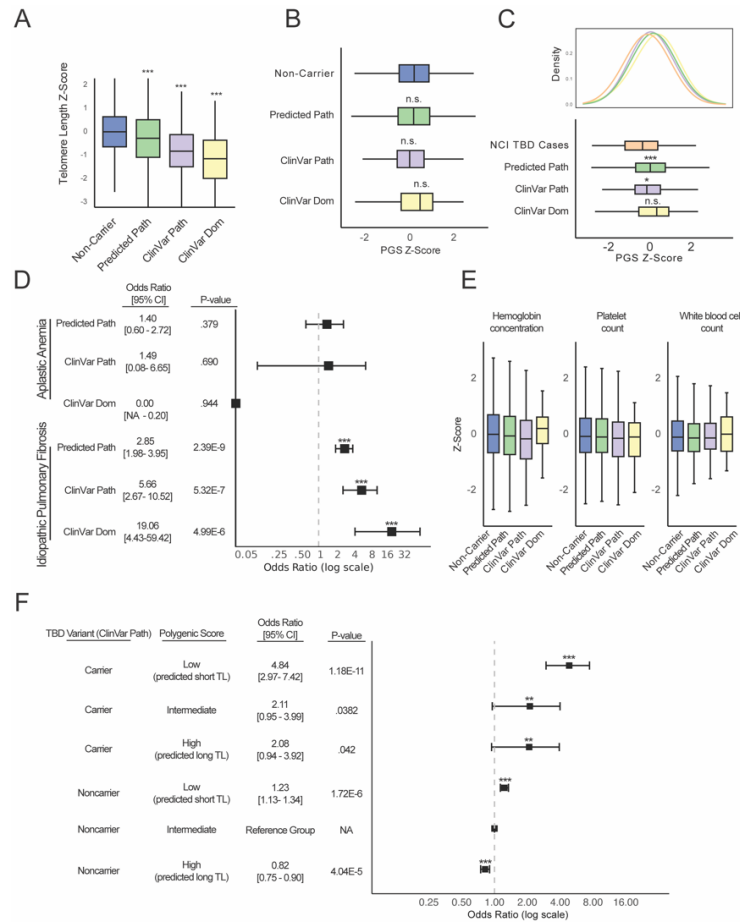 A
Telomere Length Z-Score
2
1
0
-1
-2
-3
***
***
***
Non-Carrier
Predicted Path
ClinVar Path
ClinVar Dom
B
Non-Carrier
n.s.
Predicted Path
n.s.
ClinVar Path
n.s.
ClinVar Dom
-2 0 2
PGS Z-Score
C
Density
0.2
0.1
0.0
NCI TBD Cases
***
Predicted Path
*
ClinVar Path
n.s.
ClinVar Dom
-2 0 2
PGS Z-Score
D
Odds Ratio
[95% CI] P-value
Aplastic Anemia
Predicted Path 1.40 .379
[0.60 - 2.72]
ClinVar Path 1.49 .690
[0.08- 6.65]
ClinVar Dom 0.00 .944
[NA - 0.20]
Idiopathic Pulmonary Fibrosis
Predicted Path 2.85 2.39E-9 ***
[1.98- 3.95]
ClinVar Path 5.66 5.32E-7 ***
[2.67- 10.52]
ClinVar Dom 19.06 4.99E-6 ***
[4.43-59.42]
0.05 .25 .50 1 2 4 8 16 32
Odds Ratio (log scale)
E
Hemoglobin concentration
Platelet count
White blood cel count
Z-Score
2
0
-2
2
0
-2
2
0
-2
Non-Carrier
Predicted Path
ClinVar Path
ClinVar Dom
Non-Carrier
Predicted Path
ClinVar Path
ClinVar Dom
Non-Carrier
Predicted Path
ClinVar Path
ClinVar Dom
F
TBD Variant (ClinVar Path) Polygenic Score Odds Ratio [95% CI] P-value
Carrier Low (predicted short TL) 4.84 [2.97- 7.42] 1.18E-11 ***
Carrier Intermediate 2.11 [0.95 - 3.99] .0382 **
Carrier High (predicted long TL) 2.08 [0.94 - 3.92] .042 **
Noncarrier Low (predicted short TL) 1.23 [1.13- 1.34] 1.72E-6 ***
Noncarrier Intermediate Reference Group NA
Noncarrier High (predicted long TL) 0.82 [0.75 - 0.90] 4.04E-5 ***
0.25 0.50 1.00 2.00 4.00 8.00 16.00
Odds Ratio (log scale)